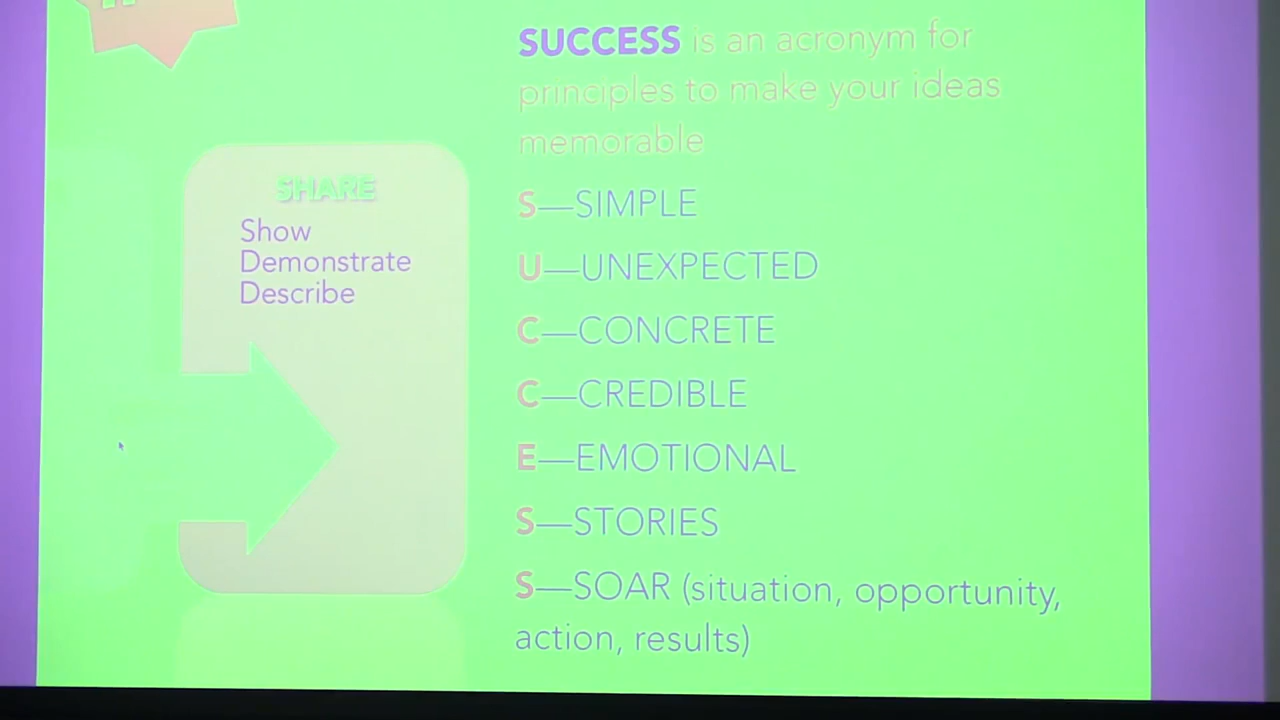 SUCCESS is an acronym for
principles to make your ideas
memorable
SHARE
Show
Demonstrate
Describe
S—SIMPLE
U—UNEXPECTED
C—CONCRETE
C—CREDIBLE
E—EMOTIONAL
S—STORIES
S—SOAR (situation, opportunity,
action, results)